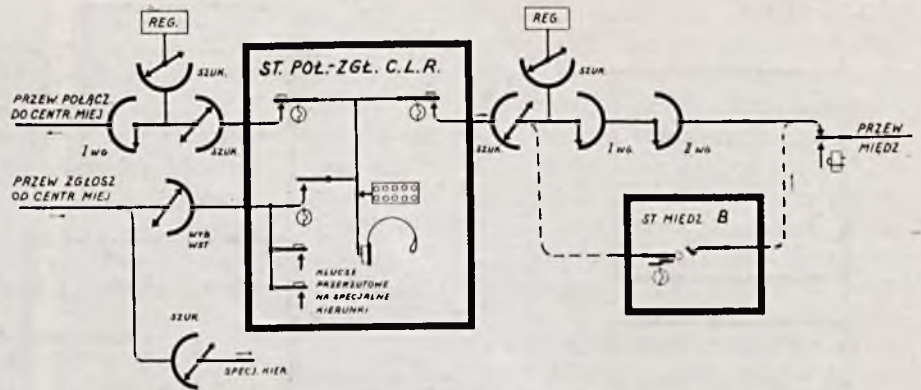 REG.
SZUK.
PRZEW. POŁĄCZ
DO CENTR. MIEJ
I WG
SZUK.
PRZEW ZGŁOSZ
OD CENTR. MIEJ
WYB
WST
SZUK
SPECJ. KIER.
ST. POŁ.-ZGŁ. C.L.R.
KLUCZE
PRZERZUTOWE
NA SPECJALNE
KIERUNKI
REG.
SZUK.
SZUK.
I WG
II WG
PRZEW
MIĘDZ
ST MIĘDZ B